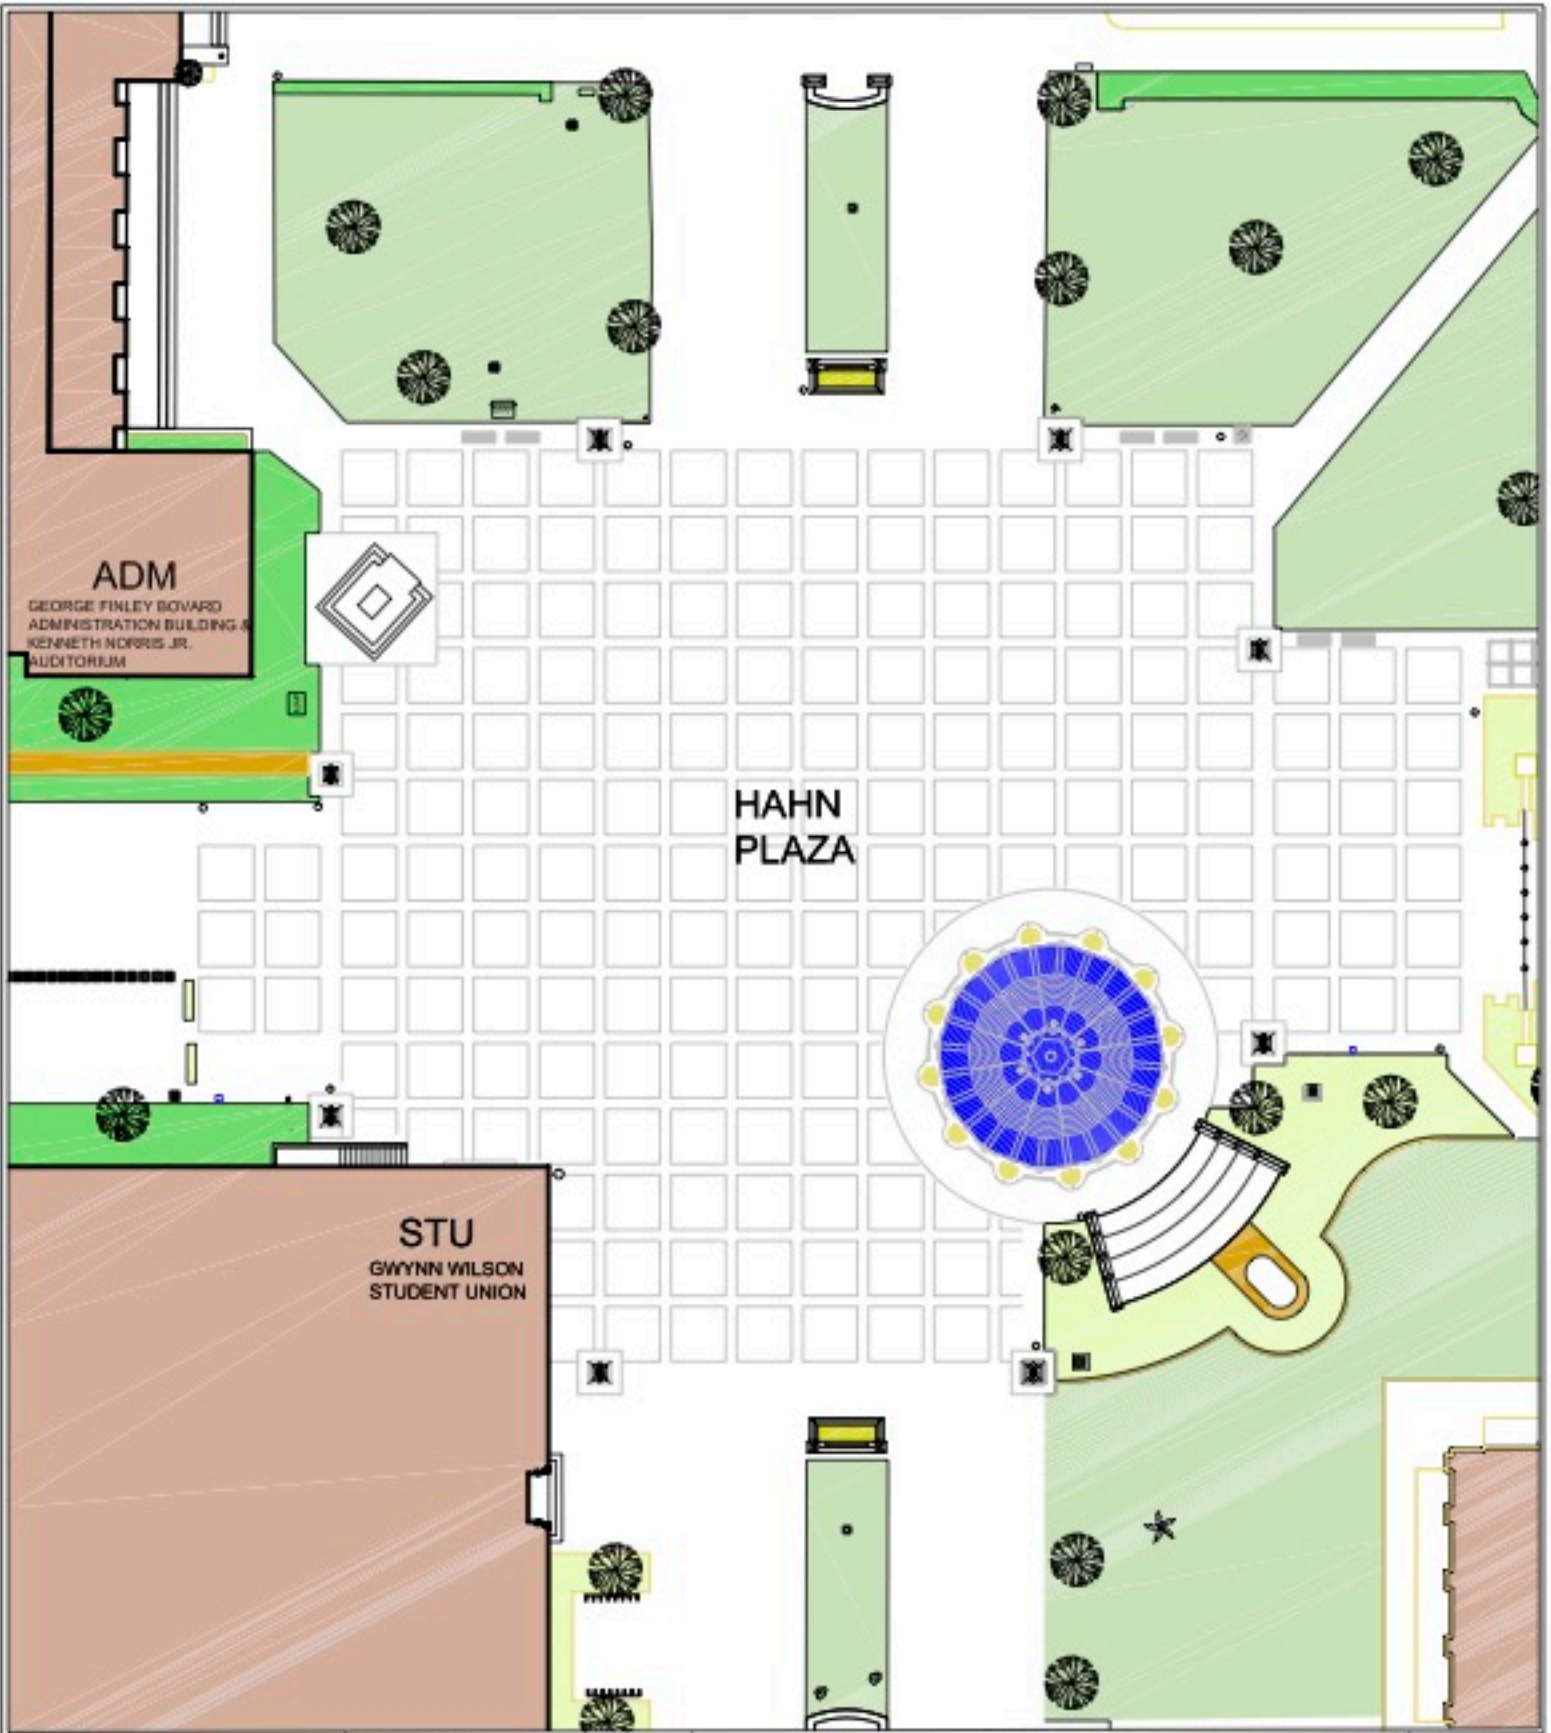 ADM
GEORGE FINLEY BOVARD
ADMINISTRATION BUILDING &
KENNETH NORRIS JR.
AUDITORIUM
HAHN
PLAZA
STU
GWYNN WILSON
STUDENT UNION